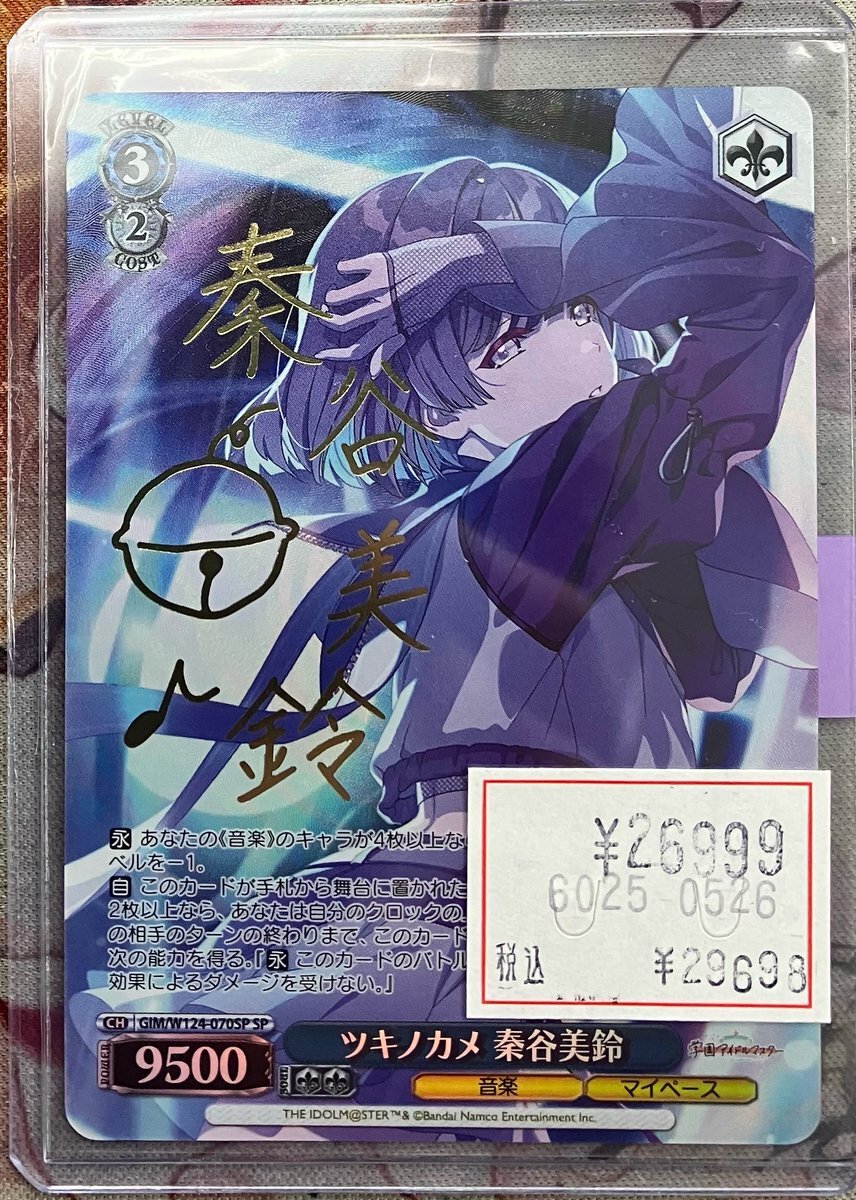 LEVEL
3
2
COST
秦
谷
美
鈴
永 あなたの《音楽》のキャラが4枚以上な
ベルを-1。
自 このカードが手札から舞台に置かれた
2枚以上なら、あなたは自分のクロックの
の相手のターンの終わりまで、このカード
次の能力を得る。『永 このカードのバトル
効果によるダメージを受けない。』
¥26999
6025 0526
税込 ¥29698
CH GIM/W124-070SP SP
POWER 9500 SOUL
ツキノカメ 秦谷美鈴
学園アイドルマスター
音楽 マイペース
THE IDOLM@STER™& ©Bandai Namco Entertainment Inc.